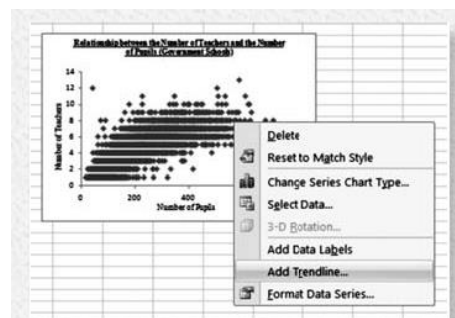 Relationship between the Number of Teachers and the Number
of Pupils (Government Schools)
14
12
10
8
6
4
2
0
Number of Teachers
0 200 400
Number of Pupils
Delete
Reset to Match Style
Change Series Chart Type...
Select Data...
3-D Rotation...
Add Data Labels
Add Trendline...
Format Data Series...